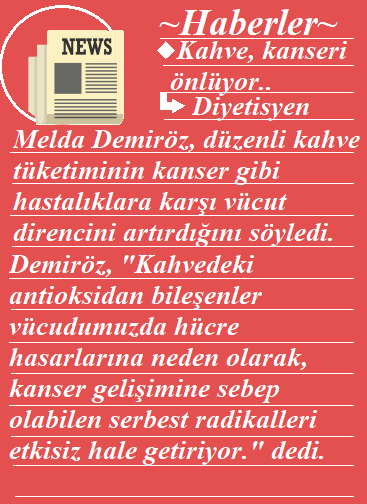 NEWS
~Haberler~
◆Kahve, kanseri
önlüyor..
Diyetisyen
Melda Demiröz, düzenli kahve
tüketiminin kanser gibi
hastalıklara karşı vücut
direncini artırdığını söyledi.
Demiröz, "Kahvedeki
antioksidan bileşenler
vücudumuzda hücre
hasarlarına neden olarak,
kanser gelişimine sebep
olabilen serbest radikalleri
etkisiz hale getiriyor." dedi.